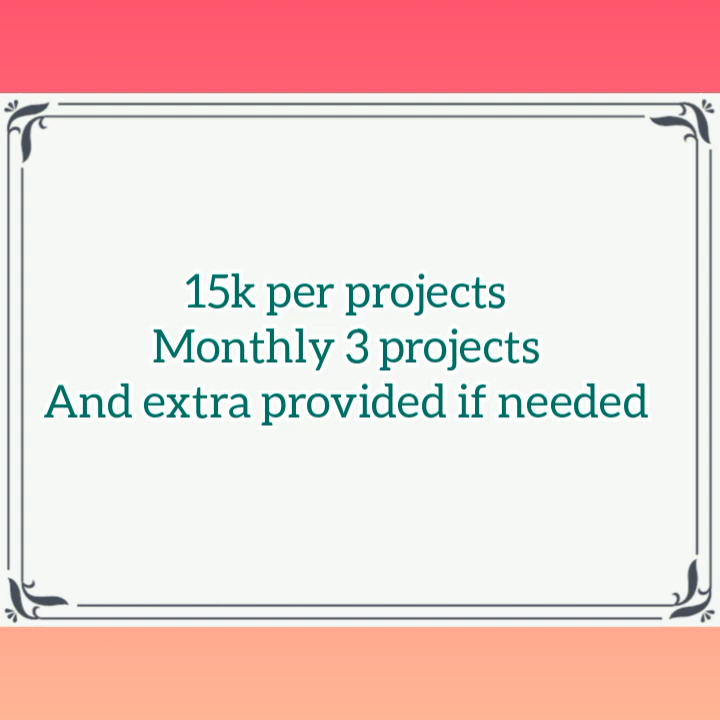 15k per projects
Monthly 3 projects
And extra provided if needed